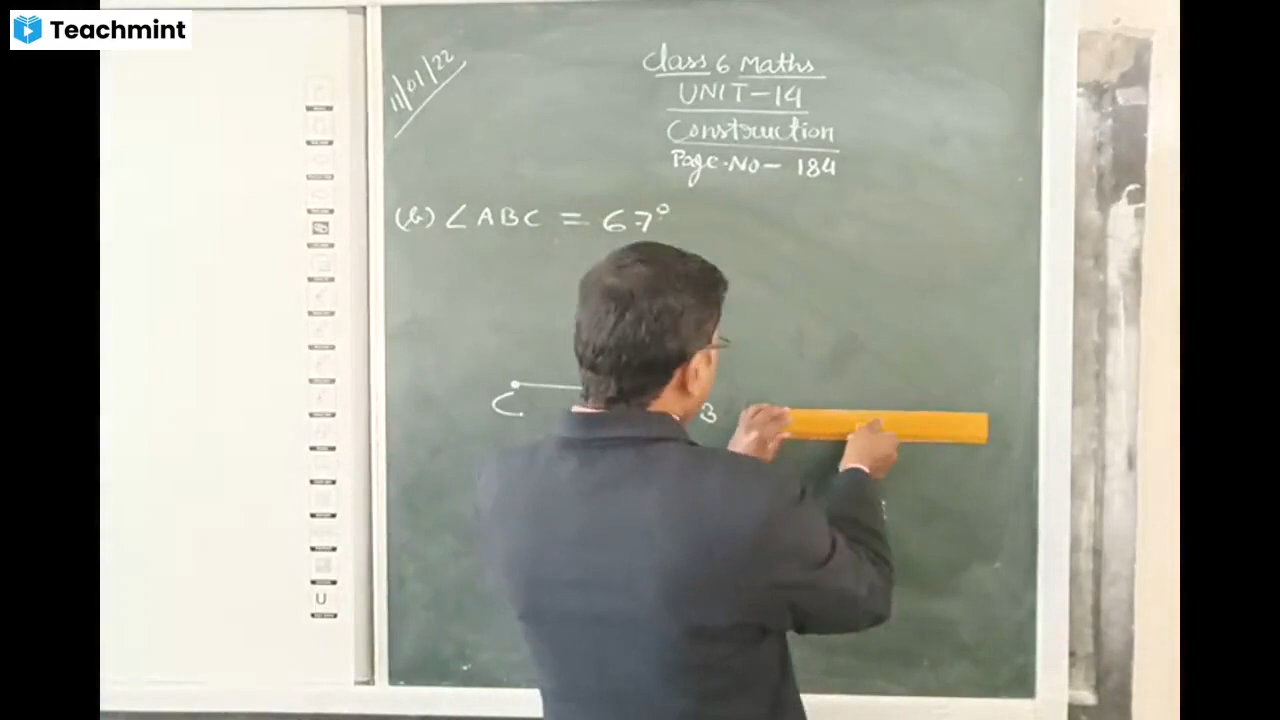 Teachmint
11/01/22
Class 6 Maths
UNIT-14
Construction
Page.No- 184
(b) ∠ABC = 67°
C
B
U